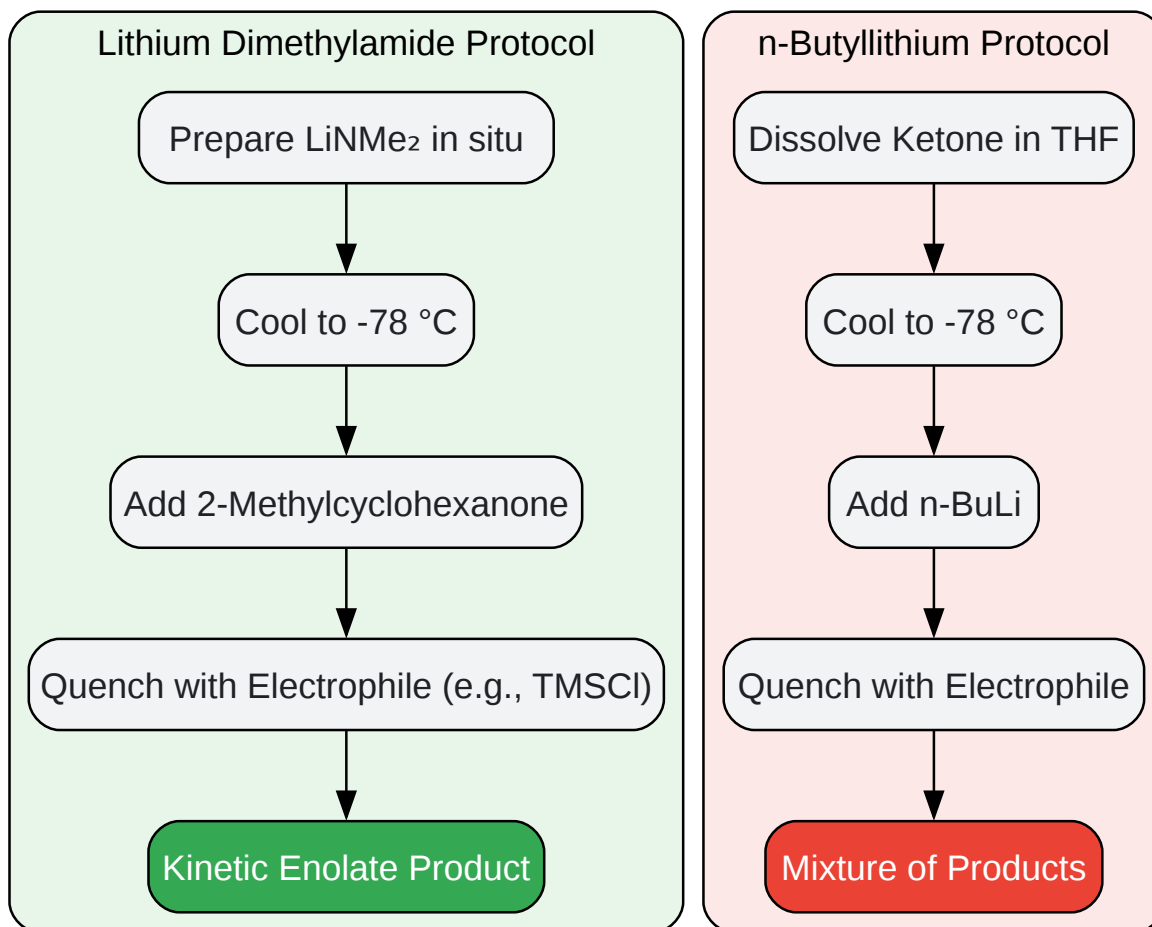 Lithium Dimethylamide Protocol
Prepare LiNMe₂ in situ
Cool to -78 °C
Add 2-Methylcyclohexanone
Quench with Electrophile (e.g., TMSCl)
Kinetic Enolate Product
n-Butyllithium Protocol
Dissolve Ketone in THF
Cool to -78 °C
Add n-BuLi
Quench with Electrophile
Mixture of Products